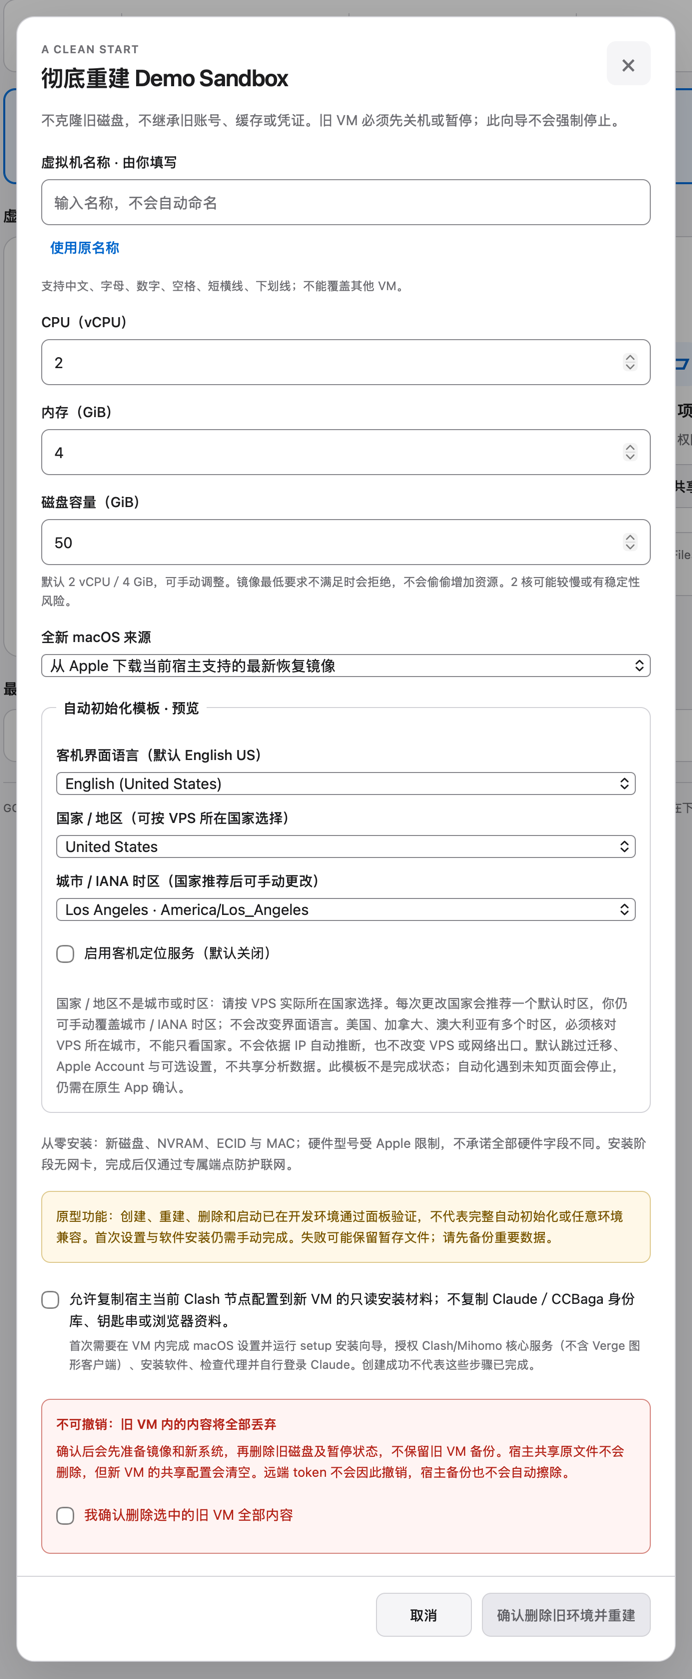 A CLEAN START
彻底重建 Demo Sandbox
不克隆旧磁盘，不继承旧账号、缓存或凭证。旧 VM 必须先关机或暂停；此向导不会强制停止。
虚拟机名称 · 由你填写
输入名称，不会自动命名
使用原名称
支持中文、字母、数字、空格、短横线、下划线；不能覆盖其他 VM。
CPU（vCPU）
2
内存（GiB）
4
磁盘容量（GiB）
50
默认 2 vCPU / 4 GiB，可手动调整。镜像最低要求不满足时会拒绝，不会偷偷增加资源。2 核可能较慢或有稳定性
风险。
全新 macOS 来源
从 Apple 下载当前宿主支持的最新恢复镜像
自动初始化模板 · 预览
客机界面语言（默认 English US）
English (United States)
国家 / 地区（可按 VPS 所在国家选择）
United States
城市 / IANA 时区（国家推荐后可手动更改）
Los Angeles · America/Los_Angeles
启用客机定位服务（默认关闭）
国家 / 地区不是城市或时区：请按 VPS 实际所在国家选择。每次更改国家会推荐一个默认时区，你仍
可手动覆盖城市 / IANA 时区；不会改变界面语言。美国、加拿大、澳大利亚有多个时区，必须核对
VPS 所在城市，不能只看国家。不会依据 IP 自动推断，也不改变 VPS 或网络出口。默认跳过迁移、
Apple Account 与可选设置，不共享分析数据。此模板不是完成状态；自动化遇到未知页面会停止，
仍需在原生 App 确认。
从零安装：新磁盘、NVRAM、ECID 与 MAC；硬件型号受 Apple 限制，不承诺全部硬件字段不同。安装阶
段无网卡，完成后仅通过专属端点防护联网。
原型功能：创建、重建、删除和启动已在开发环境通过面板验证，不代表完整自动初始化或任意环境
兼容。首次设置与软件安装仍需手动完成。失败可能保留暂存文件；请先备份重要数据。
允许复制宿主当前 Clash 节点配置到新 VM 的只读安装材料；不复制 Claude / CCBaga 身份
库、钥匙串或浏览器资料。
首次需要在 VM 内完成 macOS 设置并运行 setup 安装向导，授权 Clash/Mihomo 核心服务（不含 Verge 图
形客户端）、安装软件、检查代理并自行登录 Claude。创建成功不代表这些步骤已完成。
不可撤销：旧 VM 内的内容将全部丢弃
确认后会先准备镜像和新系统，再删除旧磁盘及暂停状态，不保留旧 VM 备份。宿主共享原文件不会
删除，但新 VM 的共享配置会清空。远端 token 不会因此撤销，宿主备份也不会自动擦除。
我确认删除选中的旧 VM 全部内容
取消
确认删除旧环境并重建